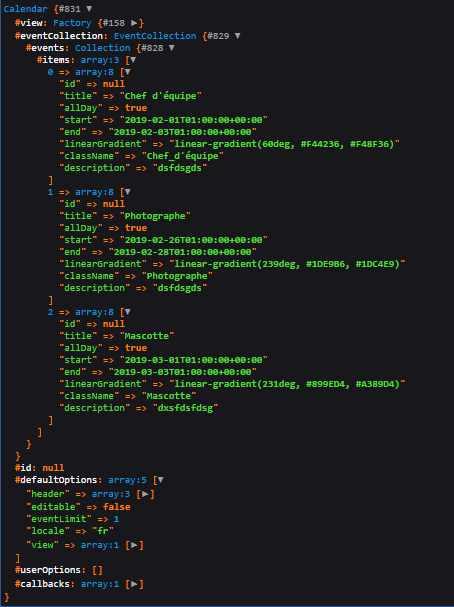 Calendar {#831 ▼
#view: Factory {#158 ▶}
#eventCollection: EventCollection {#829 ▼
#events: Collection {#828 ▼
#items: array:3 [▼
0 => array:8 [▼
"id" => null
"title" => "Chef d'équipe"
"allDay" => true
"start" => "2019-02-01T01:00:00+00:00"
"end" => "2019-02-03T01:00:00+00:00"
"linearGradient" => "linear-gradient(60deg, #F44236, #F48F36)"
"className" => "Chef_d'équipe"
"description" => "dsfdsgds"
]
1 => array:8 [▼
"id" => null
"title" => "Photographe"
"allDay" => true
"start" => "2019-02-26T01:00:00+00:00"
"end" => "2019-02-28T01:00:00+00:00"
"linearGradient" => "linear-gradient(239deg, #1DE9B6, #1DC4E9)"
"className" => "Photographe"
"description" => "dsfdsgds"
]
2 => array:8 [▼
"id" => null
"title" => "Mascotte"
"allDay" => true
"start" => "2019-03-01T01:00:00+00:00"
"end" => "2019-03-03T01:00:00+00:00"
"linearGradient" => "linear-gradient(231deg, #899ED4, #A389D4)"
"className" => "Mascotte"
"description" => "dxsfdsfdsg"
]
]
}
}
#id: null
#defaultOptions: array:5 [▼
"header" => array:3 [▶]
"editable" => false
"eventLimit" => 1
"locale" => "fr"
"view" => array:1 [▶]
]
#userOptions: []
#callbacks: array:1 [▶]
}